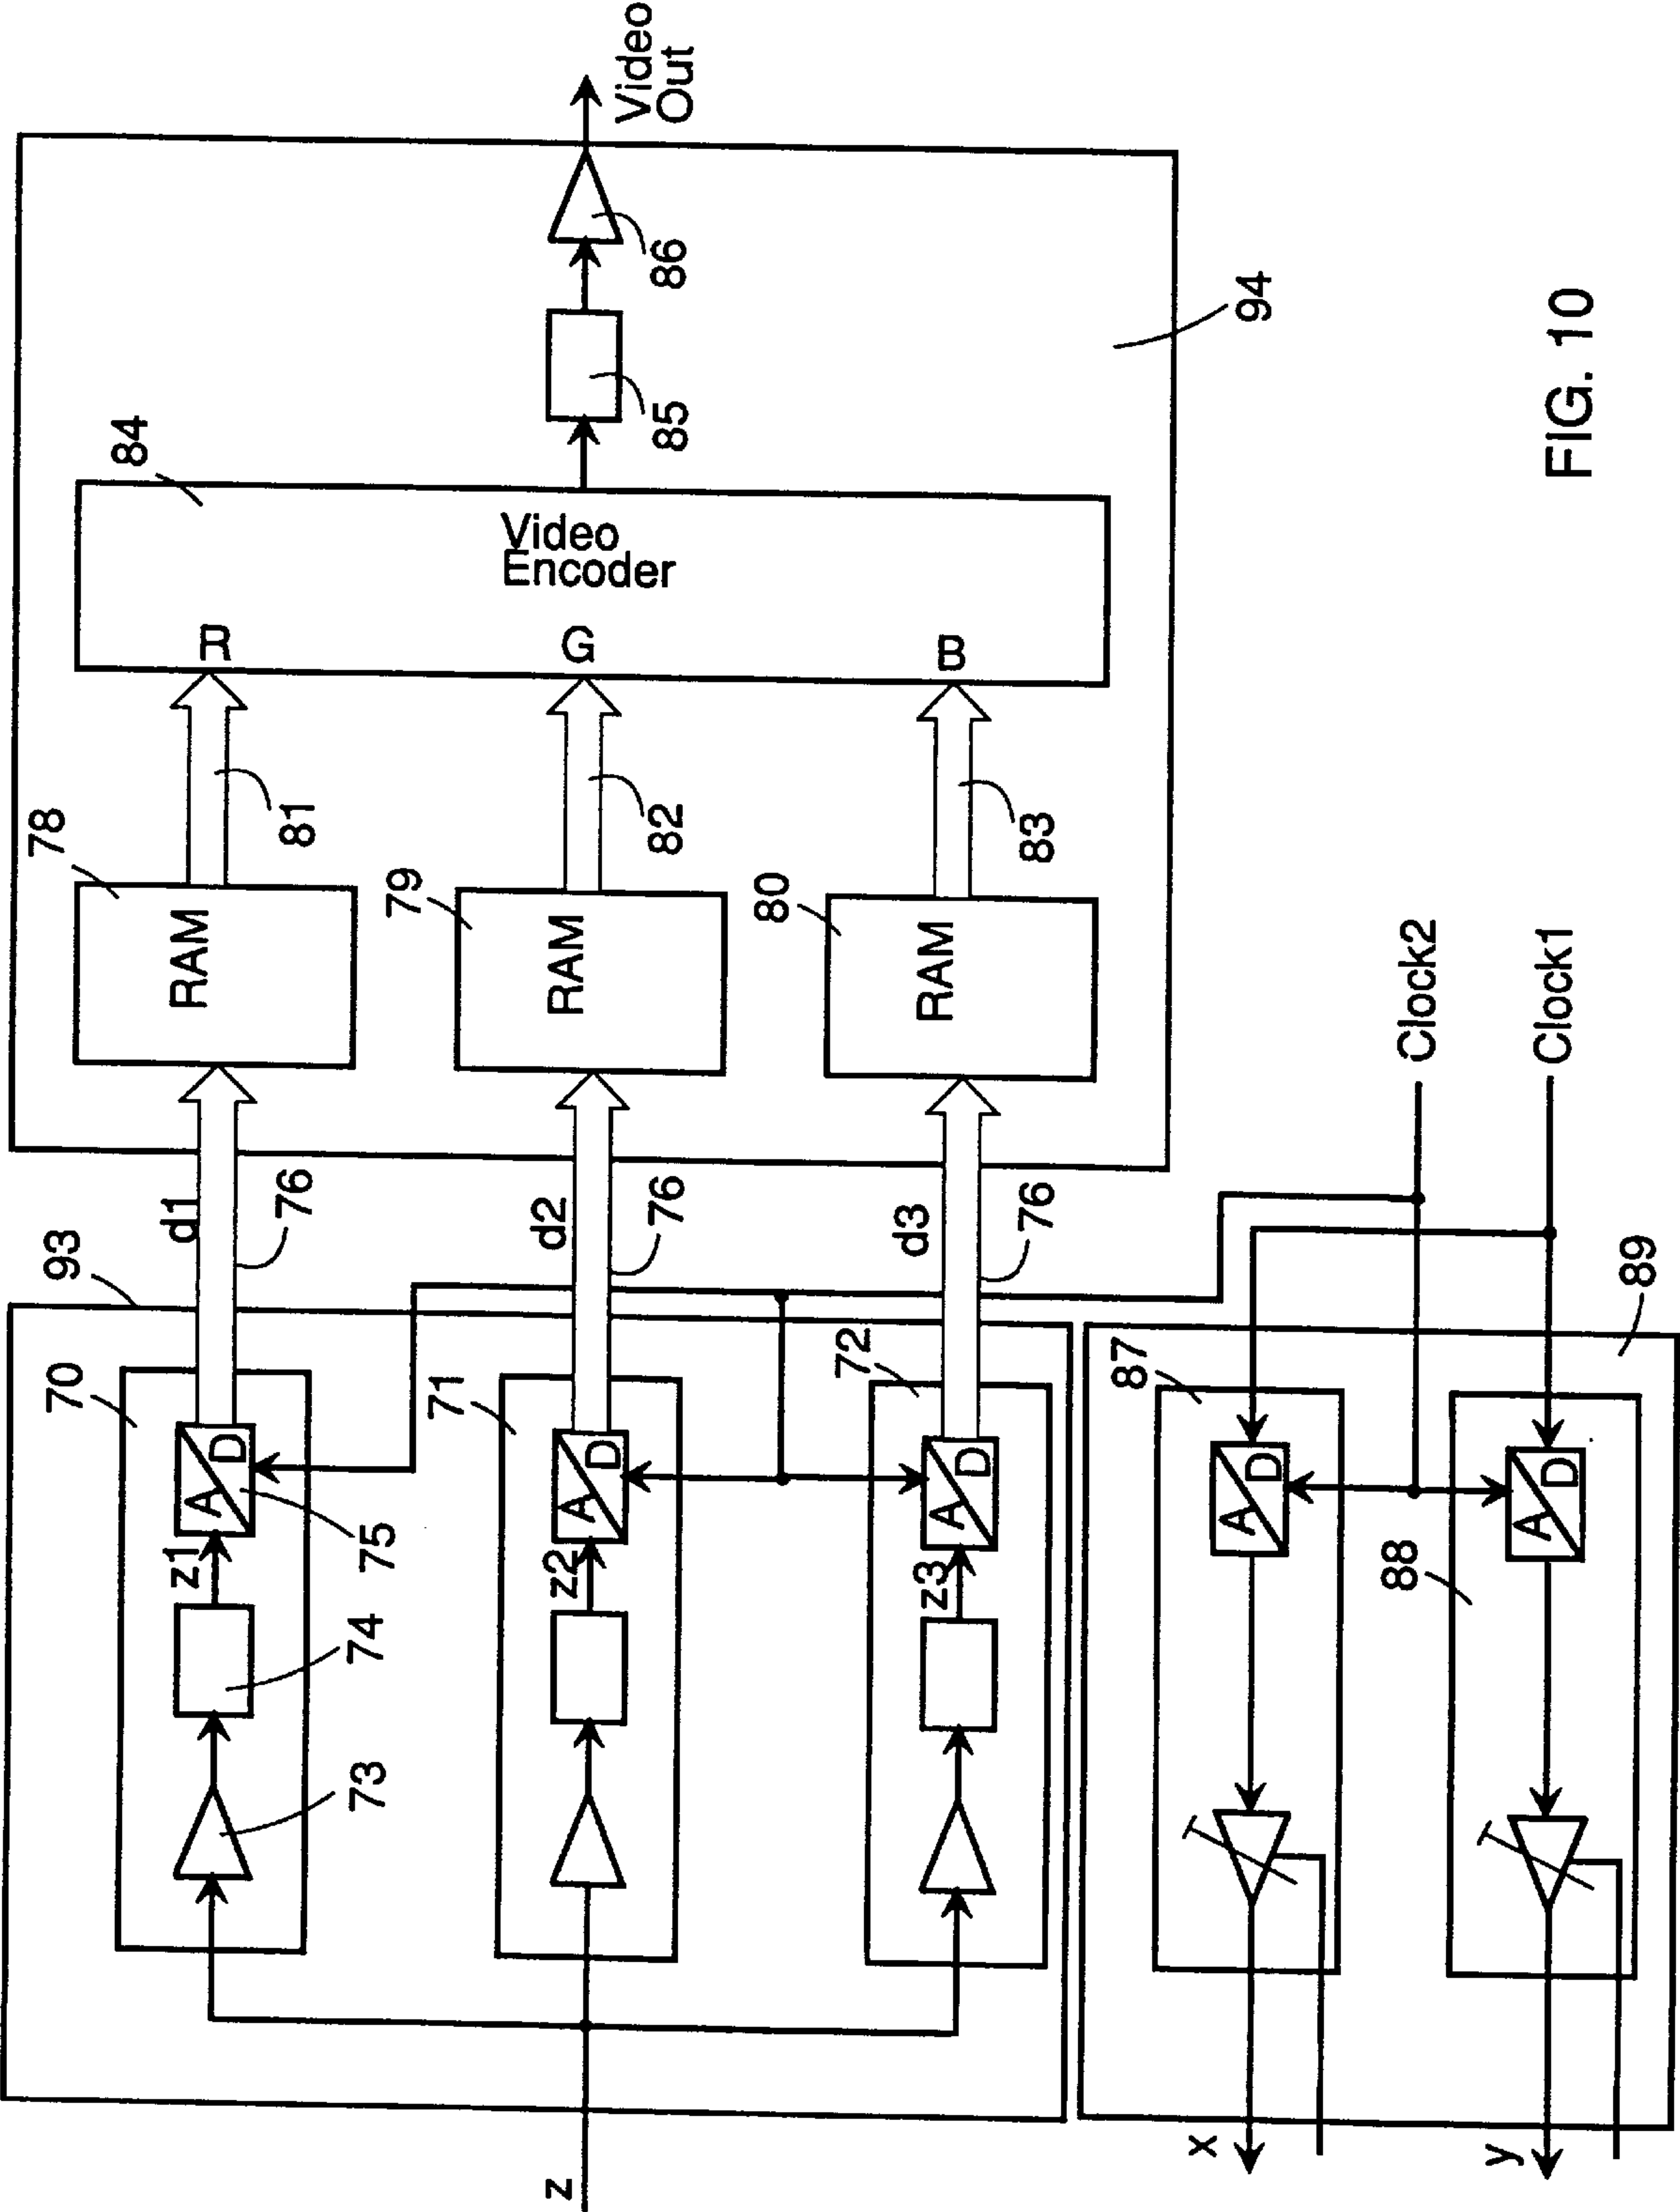 93
70
z1
A
D
d1
76
73
74
75
78
RAM
81
R
84
Video
Encoder
94
71
z2
A
D
d2
76
79
RAM
82
G
85
86
Video
Out
z
72
z3
A
D
d3
76
80
RAM
83
B
x
87
A
D
Clock2
y
88
A
D
Clock1
89
FIG. 10